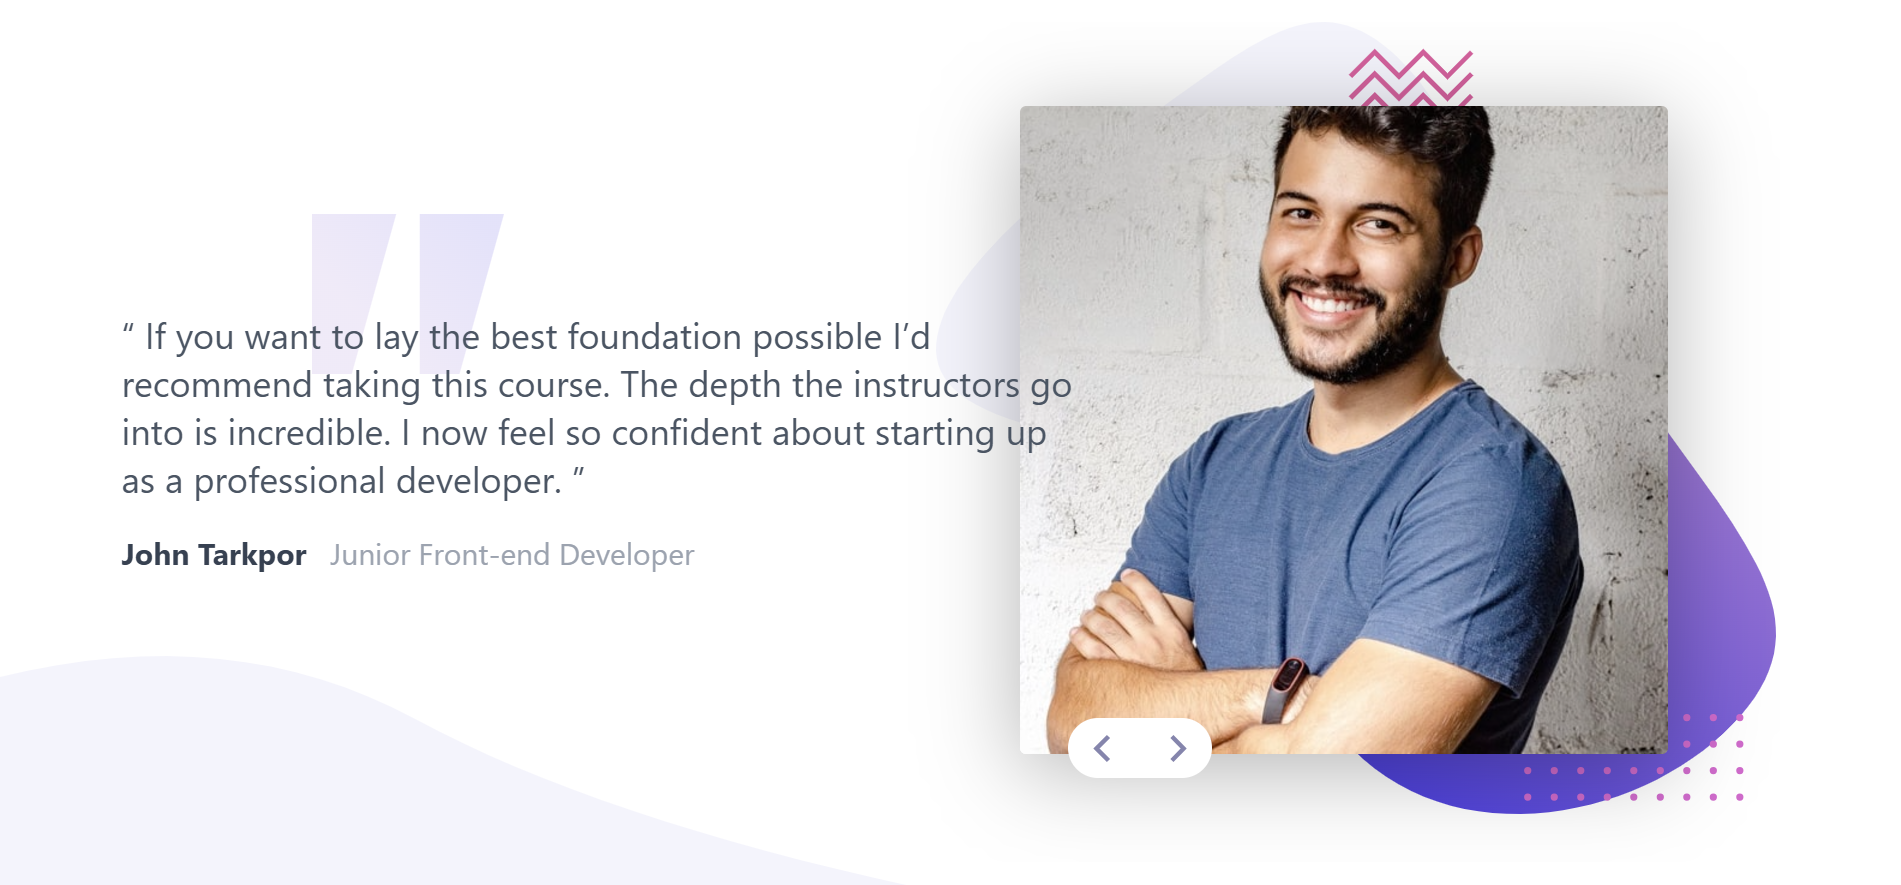 “ If you want to lay the best foundation possible I’d
recommend taking this course. The depth the instructors go
into is incredible. I now feel so confident about starting up
as a professional developer. ”
John Tarkpor Junior Front-end Developer